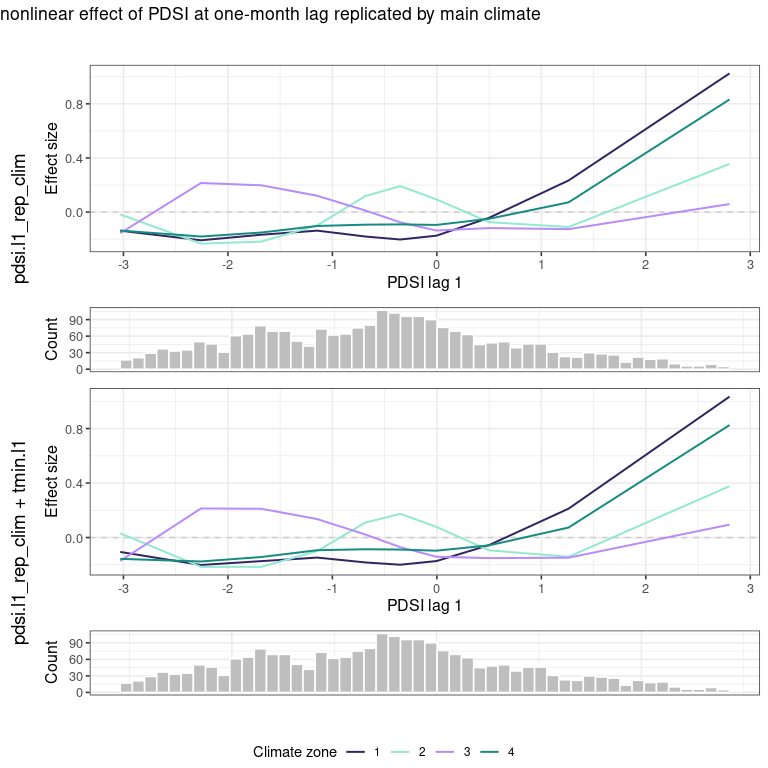 nonlinear effect of PDSI at one-month lag replicated by main climate
pdsi.l1_rep_clim
Effect size
0.8
0.4
0.0
-3 -2 -1 0 1 2 3
PDSI lag 1
Count
90
60
30
0
pdsi.l1_rep_clim + tmin.l1
Effect size
0.8
0.4
0.0
-3 -2 -1 0 1 2 3
PDSI lag 1
Count
90
60
30
0
Climate zone 1 2 3 4